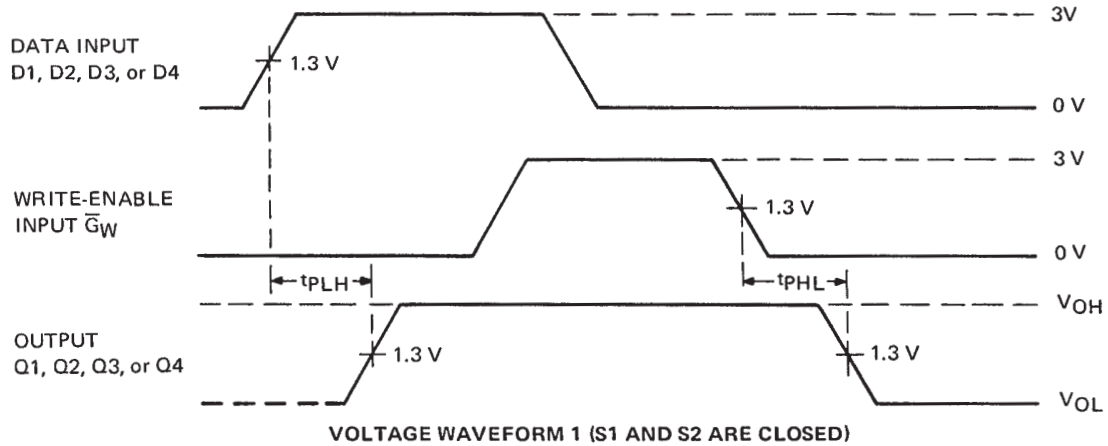 3V
DATA INPUT
D1, D2, D3, or D4
1.3 V
0 V
3 V
WRITE-ENABLE
INPUT G̅W
1.3 V
0 V
tPLH
tPHL
VOH
OUTPUT
Q1, Q2, Q3, or Q4
1.3 V
1.3 V
VOL
VOLTAGE WAVEFORM 1 (S1 AND S2 ARE CLOSED)